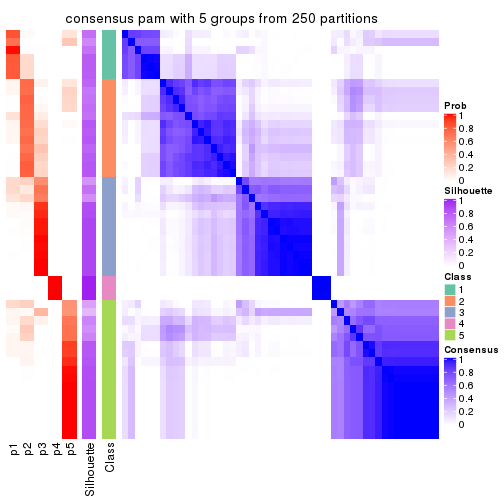 consensus pam with 5 groups from 250 partitions
Prob
1
0.8
0.6
0.4
0.2
0
Silhouette
1
0.8
0.6
0.4
0.2
0
Class
1
2
3
4
5
Consensus
1
0.8
0.6
0.4
0.2
0
p1
p2
p3
p4
p5
Silhouette
Class